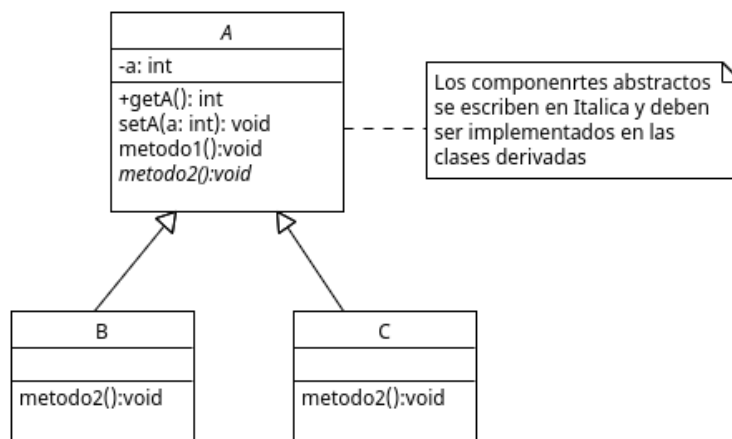 A
-a: int
+getA(): int
setA(a: int): void
metodo1():void
metodo2():void
Los componenrtes abstractos
se escriben en Italica y deben
ser implementados en las
clases derivadas
B
metodo2():void
C
metodo2():void